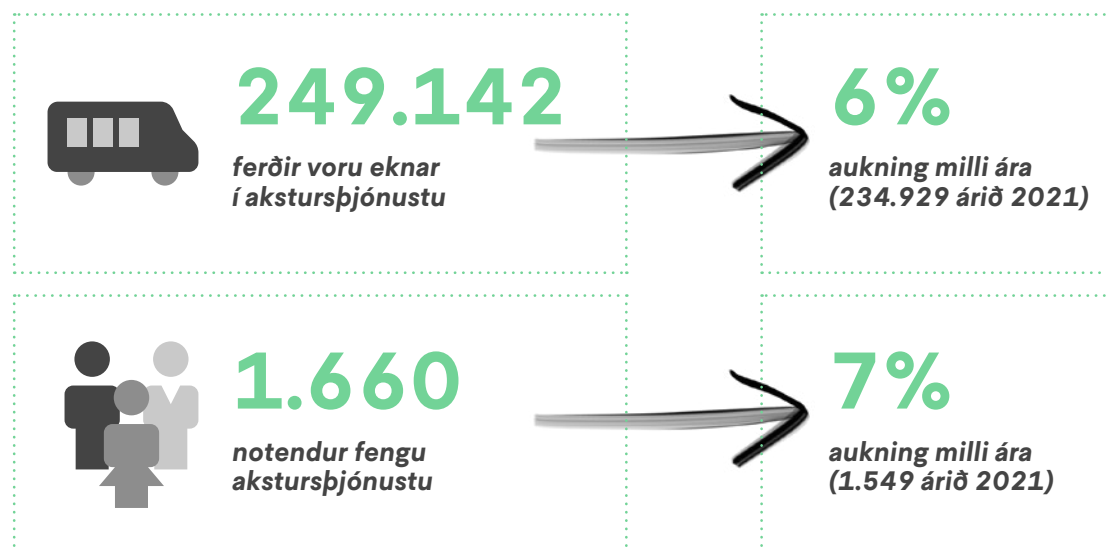 249.142
ferðir voru eknar
í akstursþjónustu
6%
aukning milli ára
(234.929 árið 2021)
1.660
notendur fengu
akstursþjónustu
7%
aukning milli ára
(1.549 árið 2021)